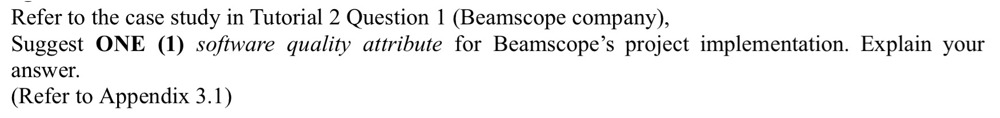 Refer to the case study in Tutorial 2 Question 1 (Beamscope company),
Suggest ONE (1) software quality attribute for Beamscope’s project implementation. Explain your
answer.
(Refer to Appendix 3.1)